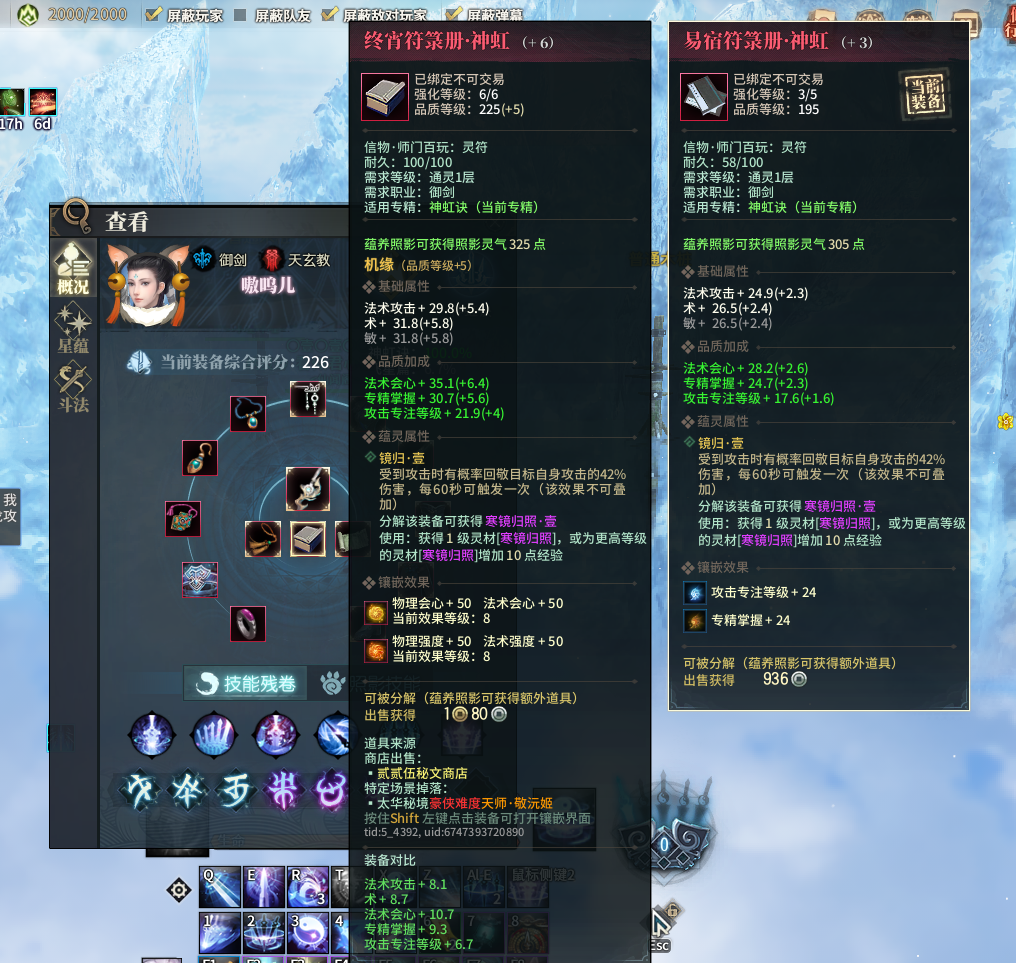 2000/2000
屏蔽玩家 屏蔽队友 屏蔽敌对玩家 屏蔽弹幕
17h 6d
查看
概况
星蕴
斗法
御剑 天玄教
嗷呜儿
当前装备综合评分：226
技能残卷
终宵符箓册·神虹 (+6)
已绑定不可交易
强化等级：6/6
品质等级：225(+5)
信物·师门百玩：灵符
耐久：100/100
需求等级：通灵1层
需求职业：御剑
适用专精：神虹诀（当前专精）
蕴养照影可获得照影灵气 325 点
机缘（品质等级+5）
基础属性
法术攻击 + 29.8(+5.4)
术 + 31.8(+5.8)
敏 + 31.8(+5.8)
品质加成
法术会心 + 35.1(+6.4)
专精掌握 + 30.7(+5.6)
攻击专注等级 + 21.9(+4)
蕴灵属性
镜归·壹
受到攻击时有概率回敬目标自身攻击的42%
伤害，每60秒可触发一次（该效果不可叠
加）
分解该装备可获得 寒镜归照·壹
使用：获得 1 级灵材[寒镜归照]，或为更高等级
的灵材[寒镜归照]增加 10 点经验
镶嵌效果
物理会心 + 50 法术会心 + 50
当前效果等级：8
物理强度 + 50 法术强度 + 50
当前效果等级：8
可被分解（蕴养照影可获得额外道具）
出售获得 1 80
道具来源
商店出售：
▪贰贰伍秘文商店
特定场景掉落：
▪太华秘境豪侠难度天师·敬沅姬
按住Shift 左键点击装备可打开镶嵌界面
tid:5_4392, uid:6747393720890
装备对比
法术攻击 + 8.1
术 + 8.7
法术会心 + 10.7
专精掌握 + 9.3
攻击专注等级 + 6.7
易宿符箓册·神虹 (+3)
当前
装备
已绑定不可交易
强化等级：3/5
品质等级：195
信物·师门百玩：灵符
耐久：58/100
需求等级：通灵1层
需求职业：御剑
适用专精：神虹诀（当前专精）
蕴养照影可获得照影灵气 305 点
基础属性
法术攻击 + 24.9(+2.3)
术 + 26.5(+2.4)
敏 + 26.5(+2.4)
品质加成
法术会心 + 28.2(+2.6)
专精掌握 + 24.7(+2.3)
攻击专注等级 + 17.6(+1.6)
蕴灵属性
镜归·壹
受到攻击时有概率回敬目标自身攻击的42%
伤害，每60秒可触发一次（该效果不可叠
加）
分解该装备可获得 寒镜归照·壹
使用：获得 1 级灵材[寒镜归照]，或为更高等级
的灵材[寒镜归照]增加 10 点经验
镶嵌效果
攻击专注等级 + 24
专精掌握 + 24
可被分解（蕴养照影可获得额外道具）
出售获得 936
我
攻
0
Q E R T 3
Z Al-E 2 鼠标侧键2
1 2 3 4 7 8
ESC